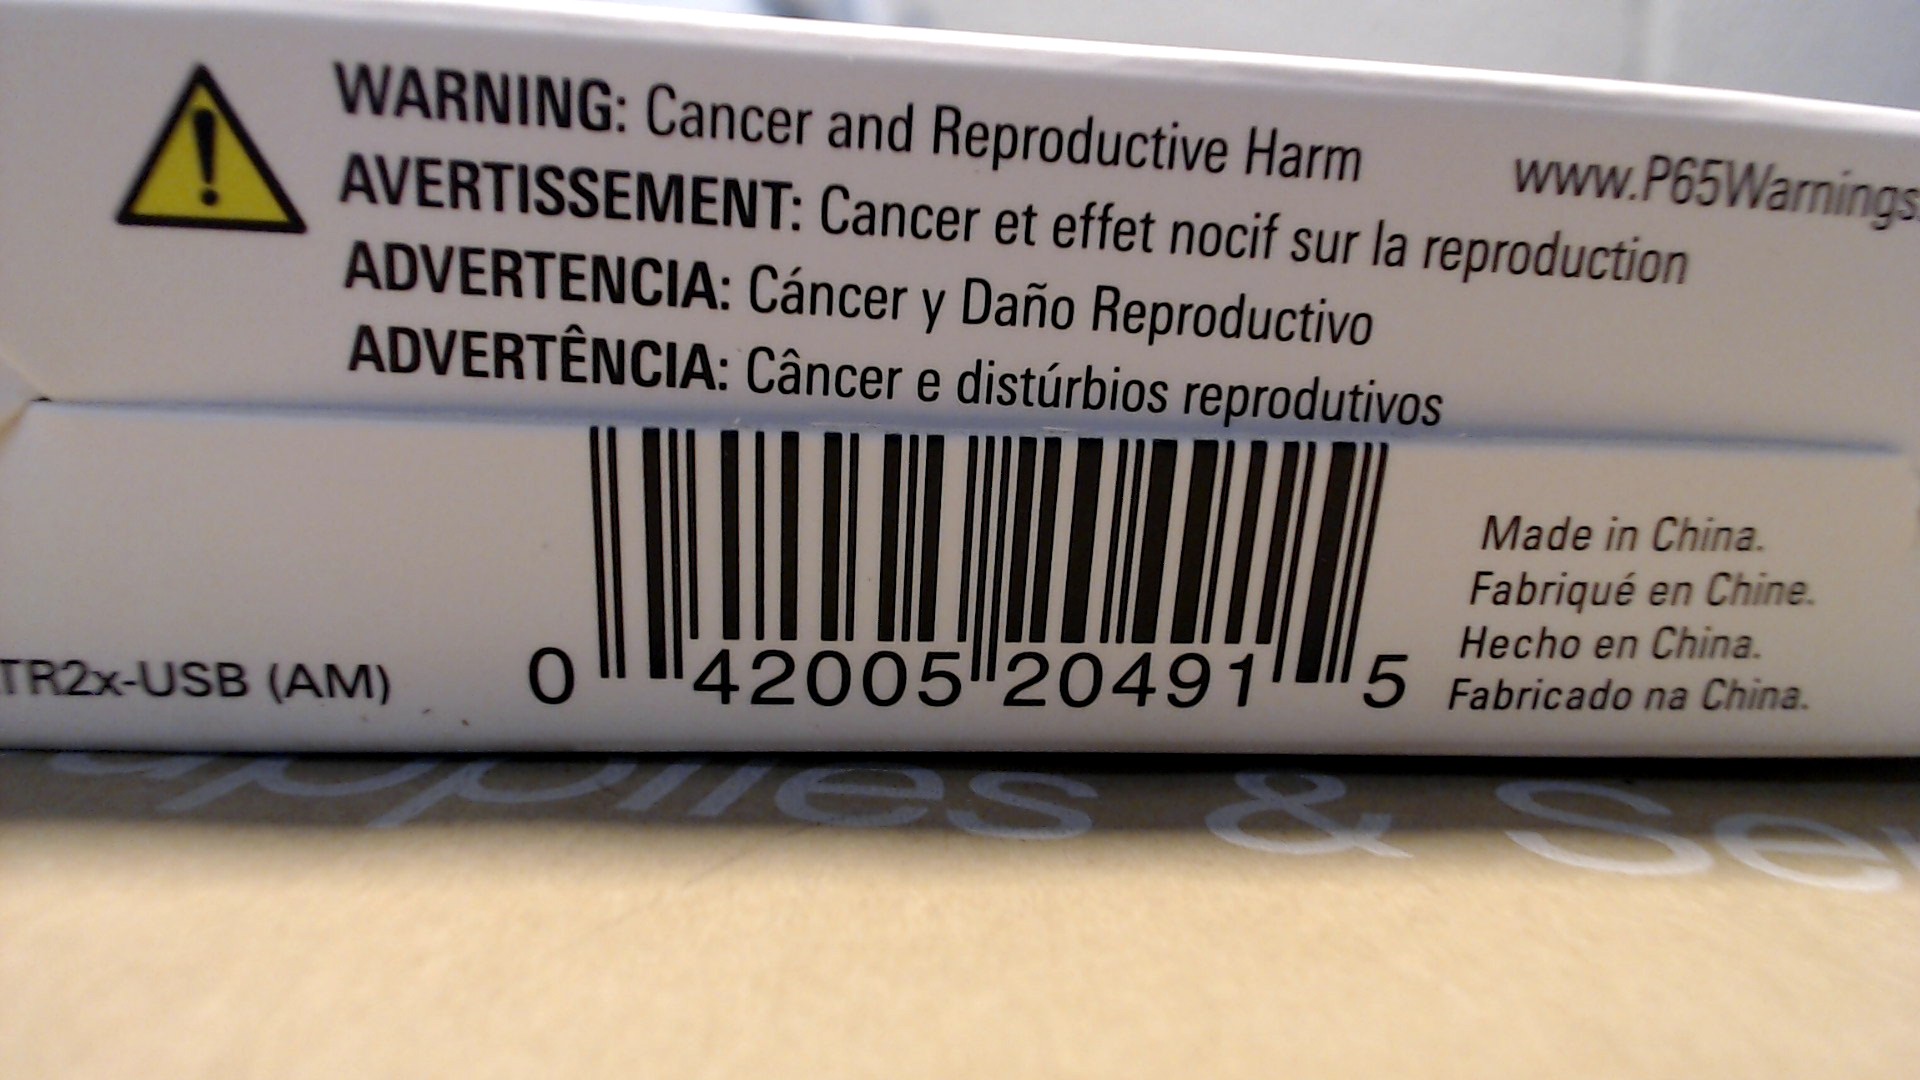 WARNING: Cancer and Reproductive Harm www.P65Warnings.
AVERTISSEMENT: Cancer et effet nocif sur la reproduction
ADVERTENCIA: Cáncer y Daño Reproductivo
ADVERTÊNCIA: Câncer e distúrbios reprodutivos
Made in China.
Fabriqué en Chine.
Hecho en China.
Fabricado na China.
TR2x-USB (AM)
0 42005 20491 5
&